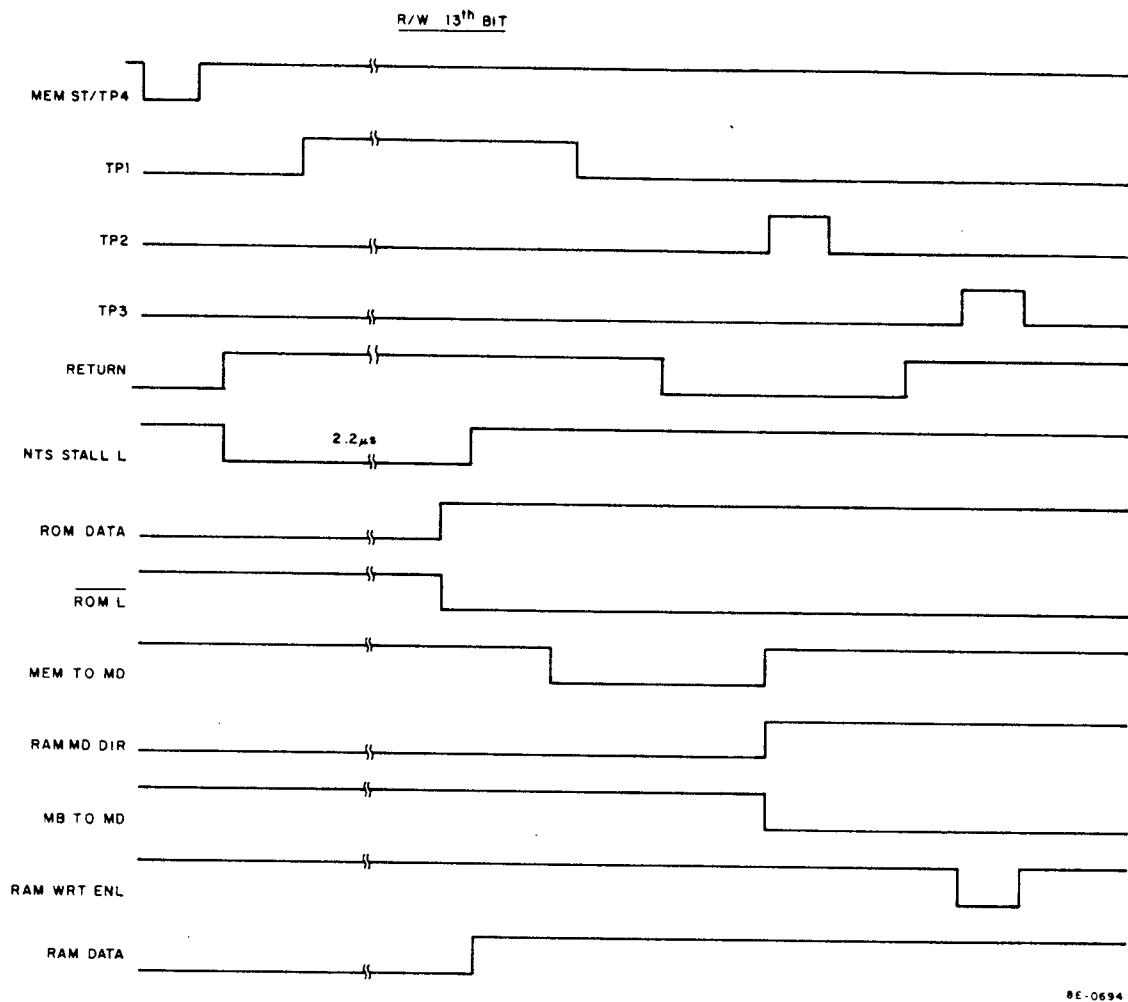 R/W 13th BIT
MEM ST/TP4
TP1
TP2
TP3
RETURN
NTS STALL L
2.2μs
ROM DATA
ROM L
MEM TO MD
RAM MD DIR
MB TO MD
RAM WRT ENL
RAM DATA
8E-0694